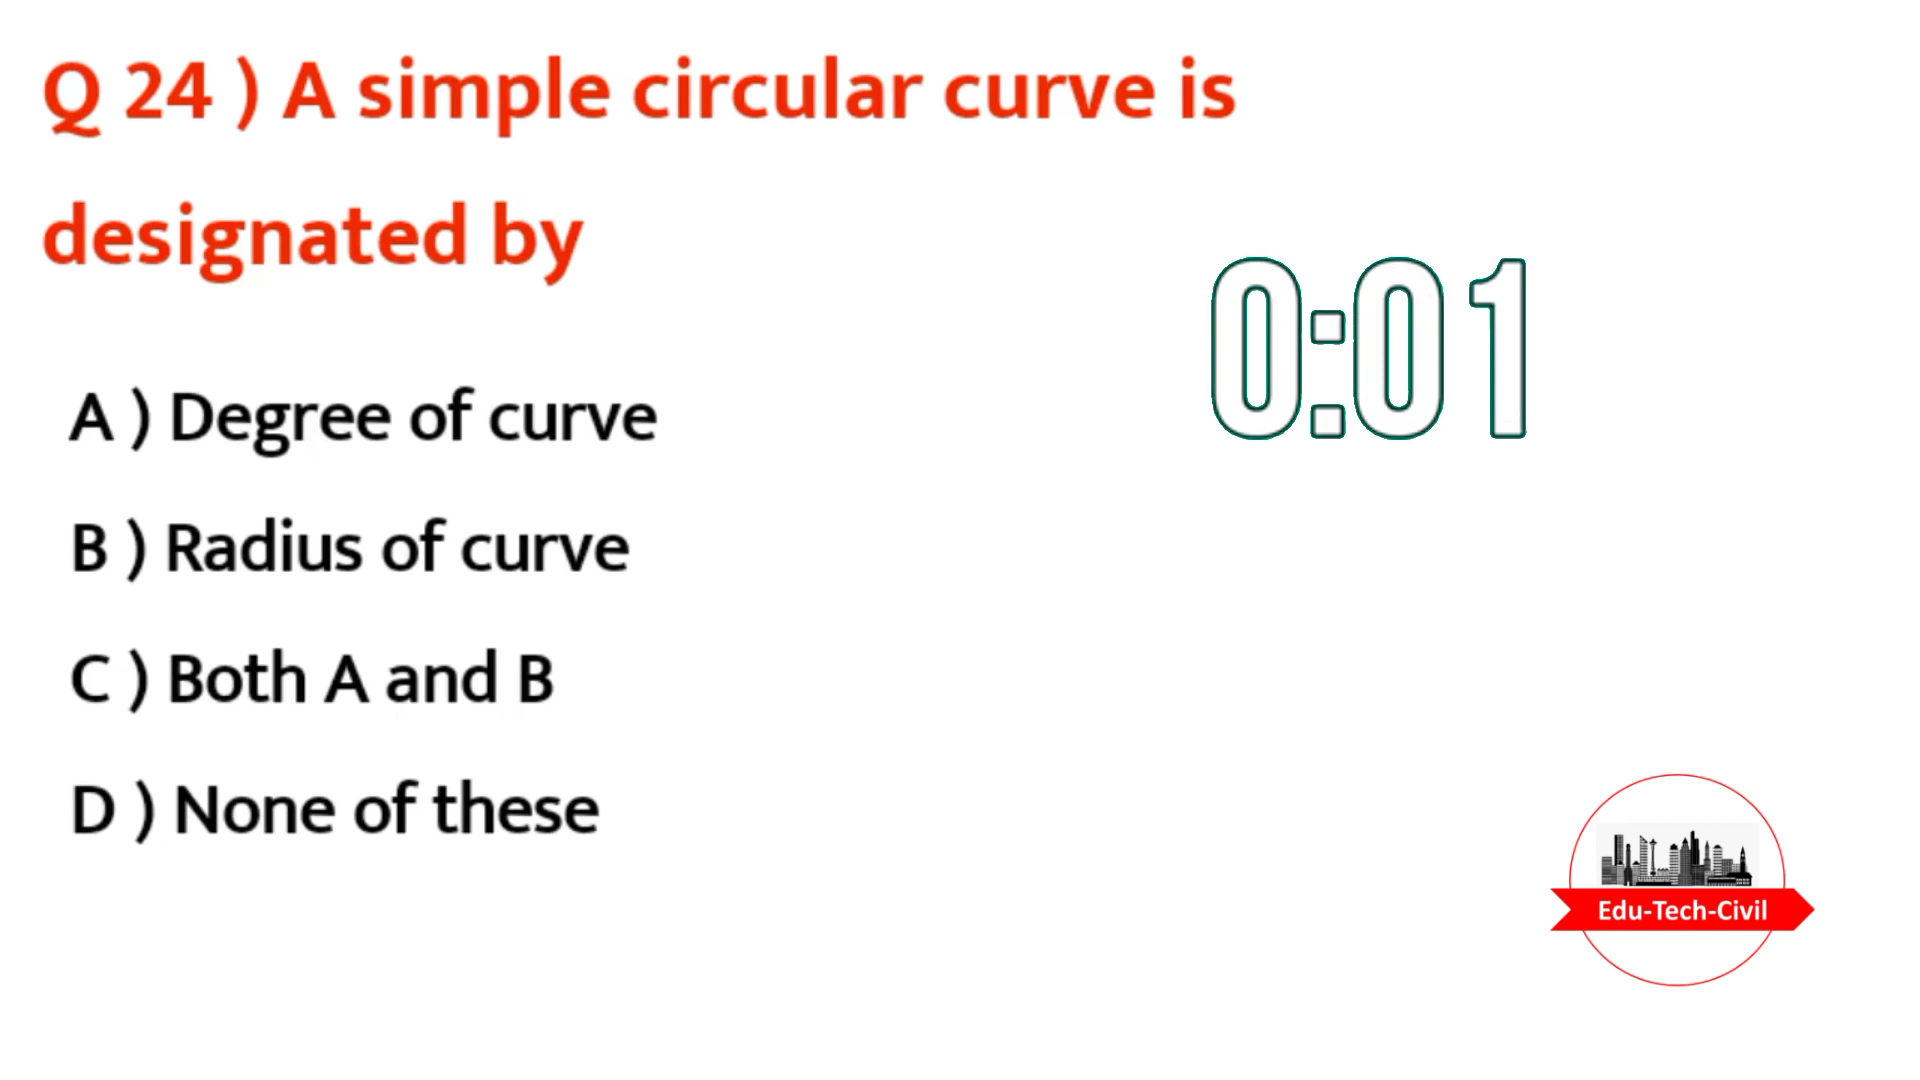 Q 24 ) A simple circular curve is
designated by
0:01
A ) Degree of curve
B ) Radius of curve
C ) Both A and B
D ) None of these
Edu-Tech-Civil